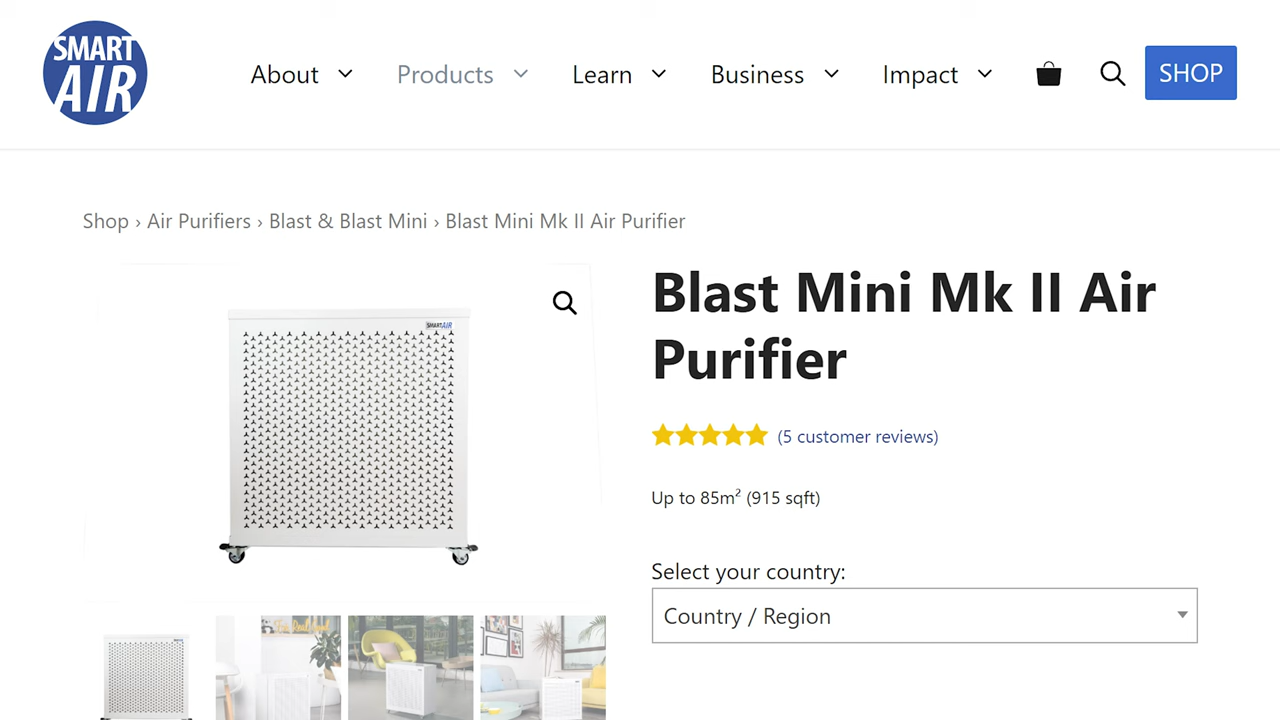 SMART
AIR
About
Products
Learn
Business
Impact
SHOP
Shop › Air Purifiers › Blast & Blast Mini › Blast Mini Mk II Air Purifier
SMART AIR
Blast Mini Mk II Air
Purifier
(5 customer reviews)
Up to 85m² (915 sqft)
Select your country:
Country / Region